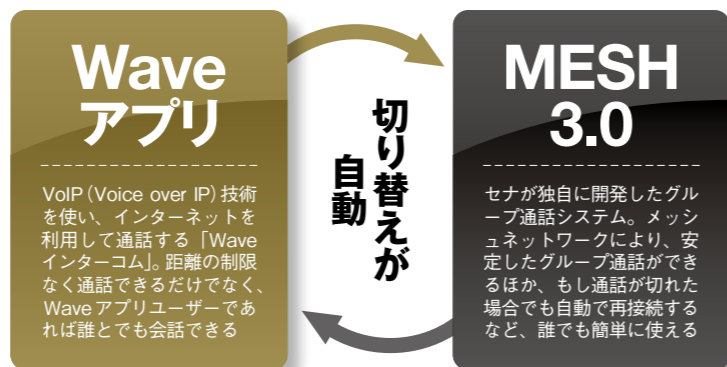 Wave
アプリ
VoIP（Voice over IP）技術
を使い、インターネットを
利用して通話する「Wave
インターコム」。距離の制限
なく通話できるだけでなく、
Waveアプリユーザーであ
れば誰とでも会話できる
切り替えが
自動
MESH
3.0
セナが独自に開発したグル
ープ通話システム。メッシ
ュネットワークにより、安
定したグループ通話ができ
るほか、もし通話が切れた
場合でも自動で再接続する
など、誰でも簡単に使える